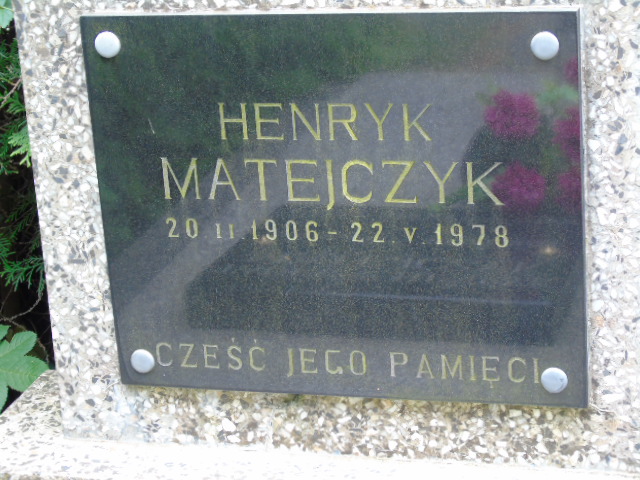 HENRYK
MATEJCZYK
20 II. 1906 - 22. V. 1978
CZEŚĆ JEGO PAMIĘCI